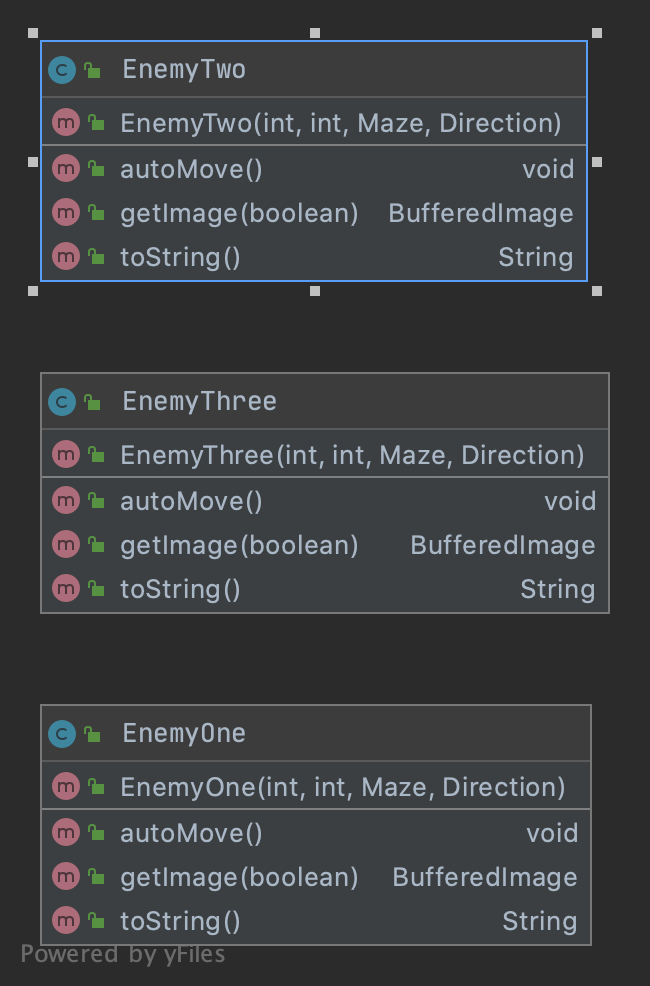 EnemyTwo
EnemyTwo(int, int, Maze, Direction)
autoMove() void
getImage(boolean) BufferedImage
toString() String
EnemyThree
EnemyThree(int, int, Maze, Direction)
autoMove() void
getImage(boolean) BufferedImage
toString() String
EnemyOne
EnemyOne(int, int, Maze, Direction)
autoMove() void
getImage(boolean) BufferedImage
toString() String
Powered by yFiles